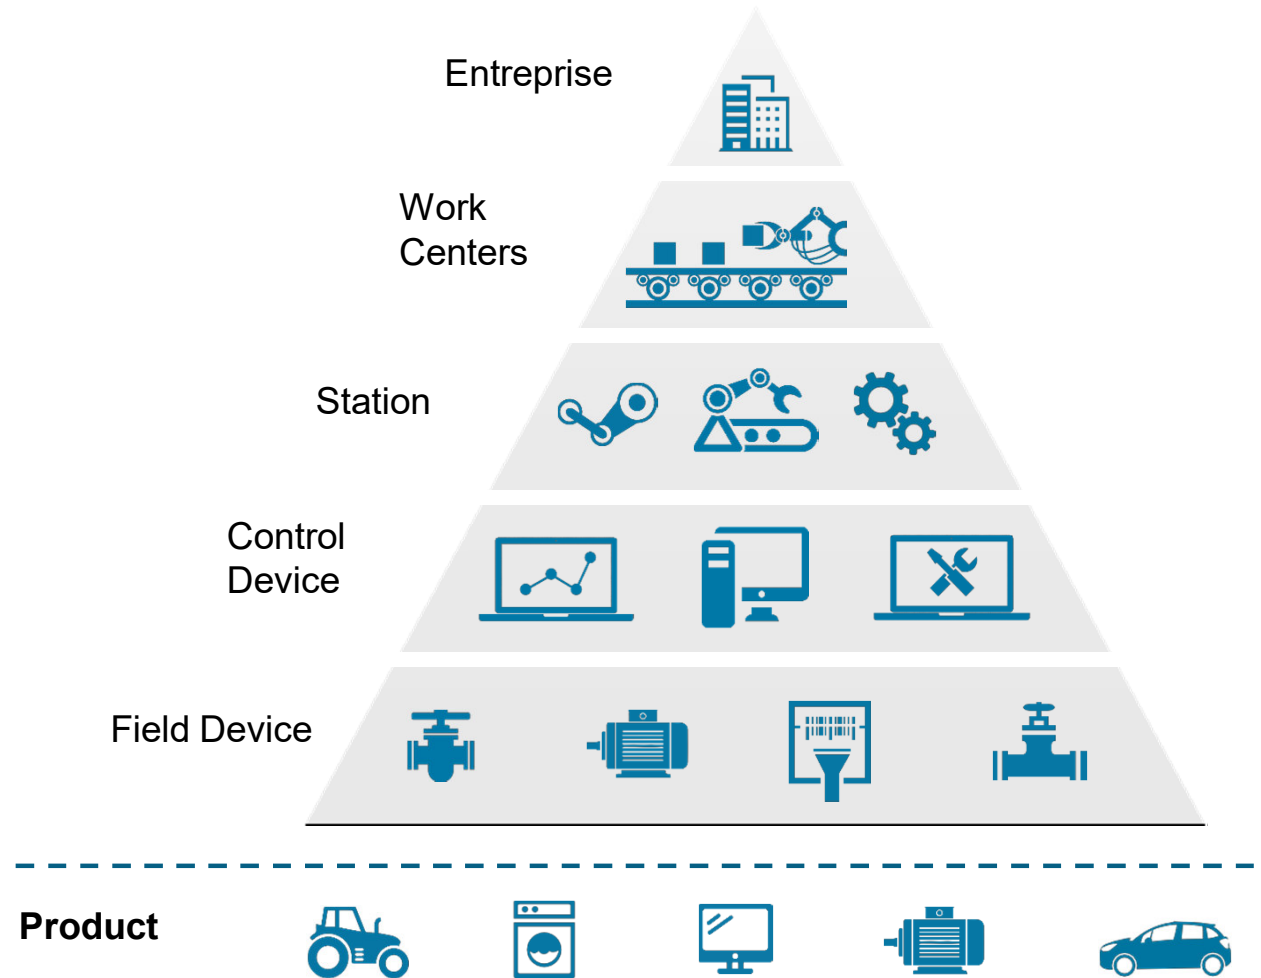 Entreprise
Work
Centers
Station
Control
Device
Field Device
Product